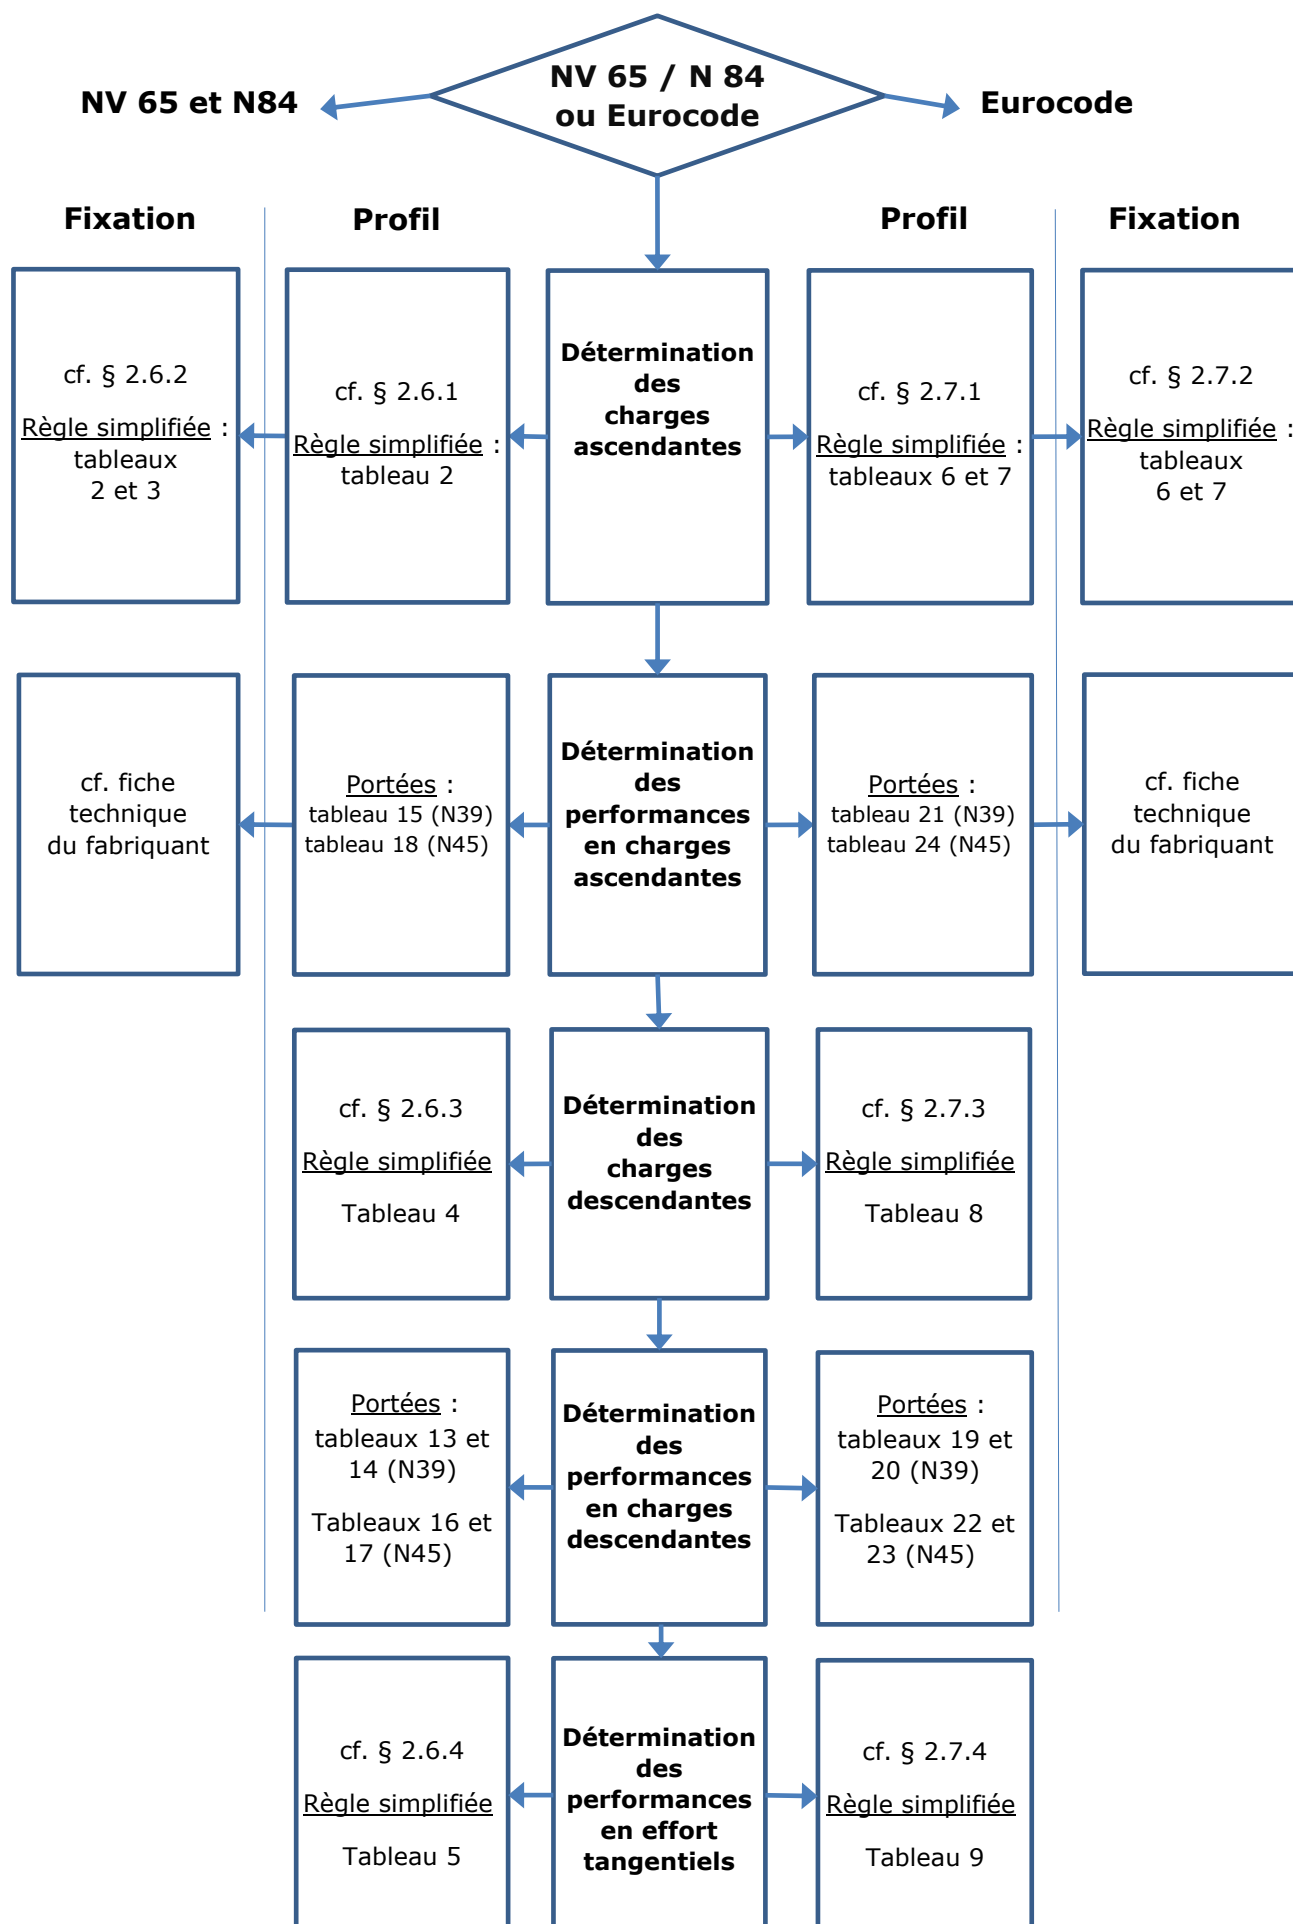 NV 65 / N 84
ou Eurocode
NV 65 et N84
Eurocode
Fixation
Profil
Profil
Fixation
cf. § 2.6.2
Règle simplifiée :
tableaux
2 et 3
cf. § 2.6.1
Règle simplifiée :
tableau 2
Détermination
des
charges
ascendantes
cf. § 2.7.1
Règle simplifiée :
tableaux 6 et 7
cf. § 2.7.2
Règle simplifiée :
tableaux
6 et 7
cf. fiche
technique
du fabriquant
Portées :
tableau 15 (N39)
tableau 18 (N45)
Détermination
des
performances
en charges
ascendantes
Portées :
tableau 21 (N39)
tableau 24 (N45)
cf. fiche
technique
du fabriquant
cf. § 2.6.3
Règle simplifiée
Tableau 4
Détermination
des
charges
descendantes
cf. § 2.7.3
Règle simplifiée
Tableau 8
Portées :
tableaux 13 et
14 (N39)
Tableaux 16 et
17 (N45)
Détermination
des
performances
en charges
descendantes
Portées :
tableaux 19 et
20 (N39)
Tableaux 22 et
23 (N45)
cf. § 2.6.4
Règle simplifiée
Tableau 5
Détermination
des
performances
en effort
tangentiels
cf. § 2.7.4
Règle simplifiée
Tableau 9